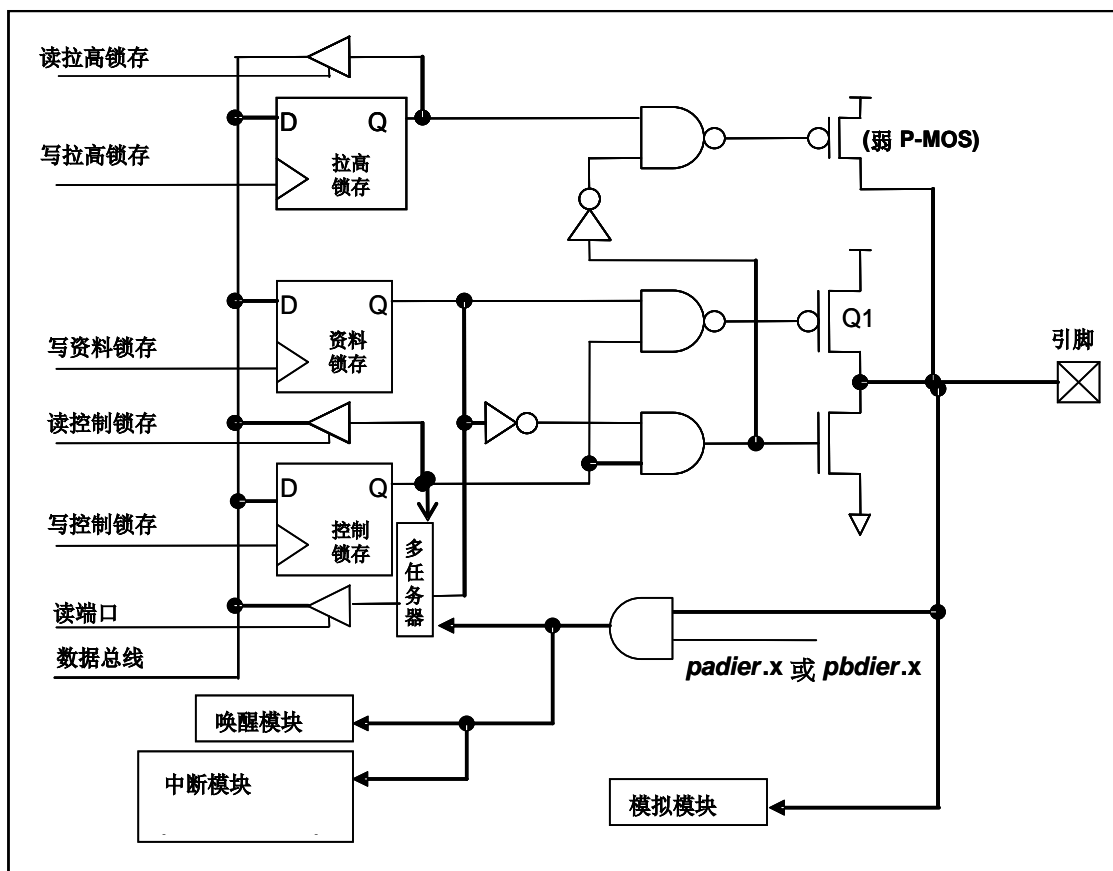 读拉高锁存
D
Q
(弱 P-MOS)
写拉高锁存
拉高
锁存
D
Q
Q1
写资料锁存
资料
锁存
引脚
读控制锁存
D
Q
写控制锁存
控制
锁存
多
任
务
器
读端口
数据总线
padier.x 或 pbdier.x
唤醒模块
中断模块
模拟模块